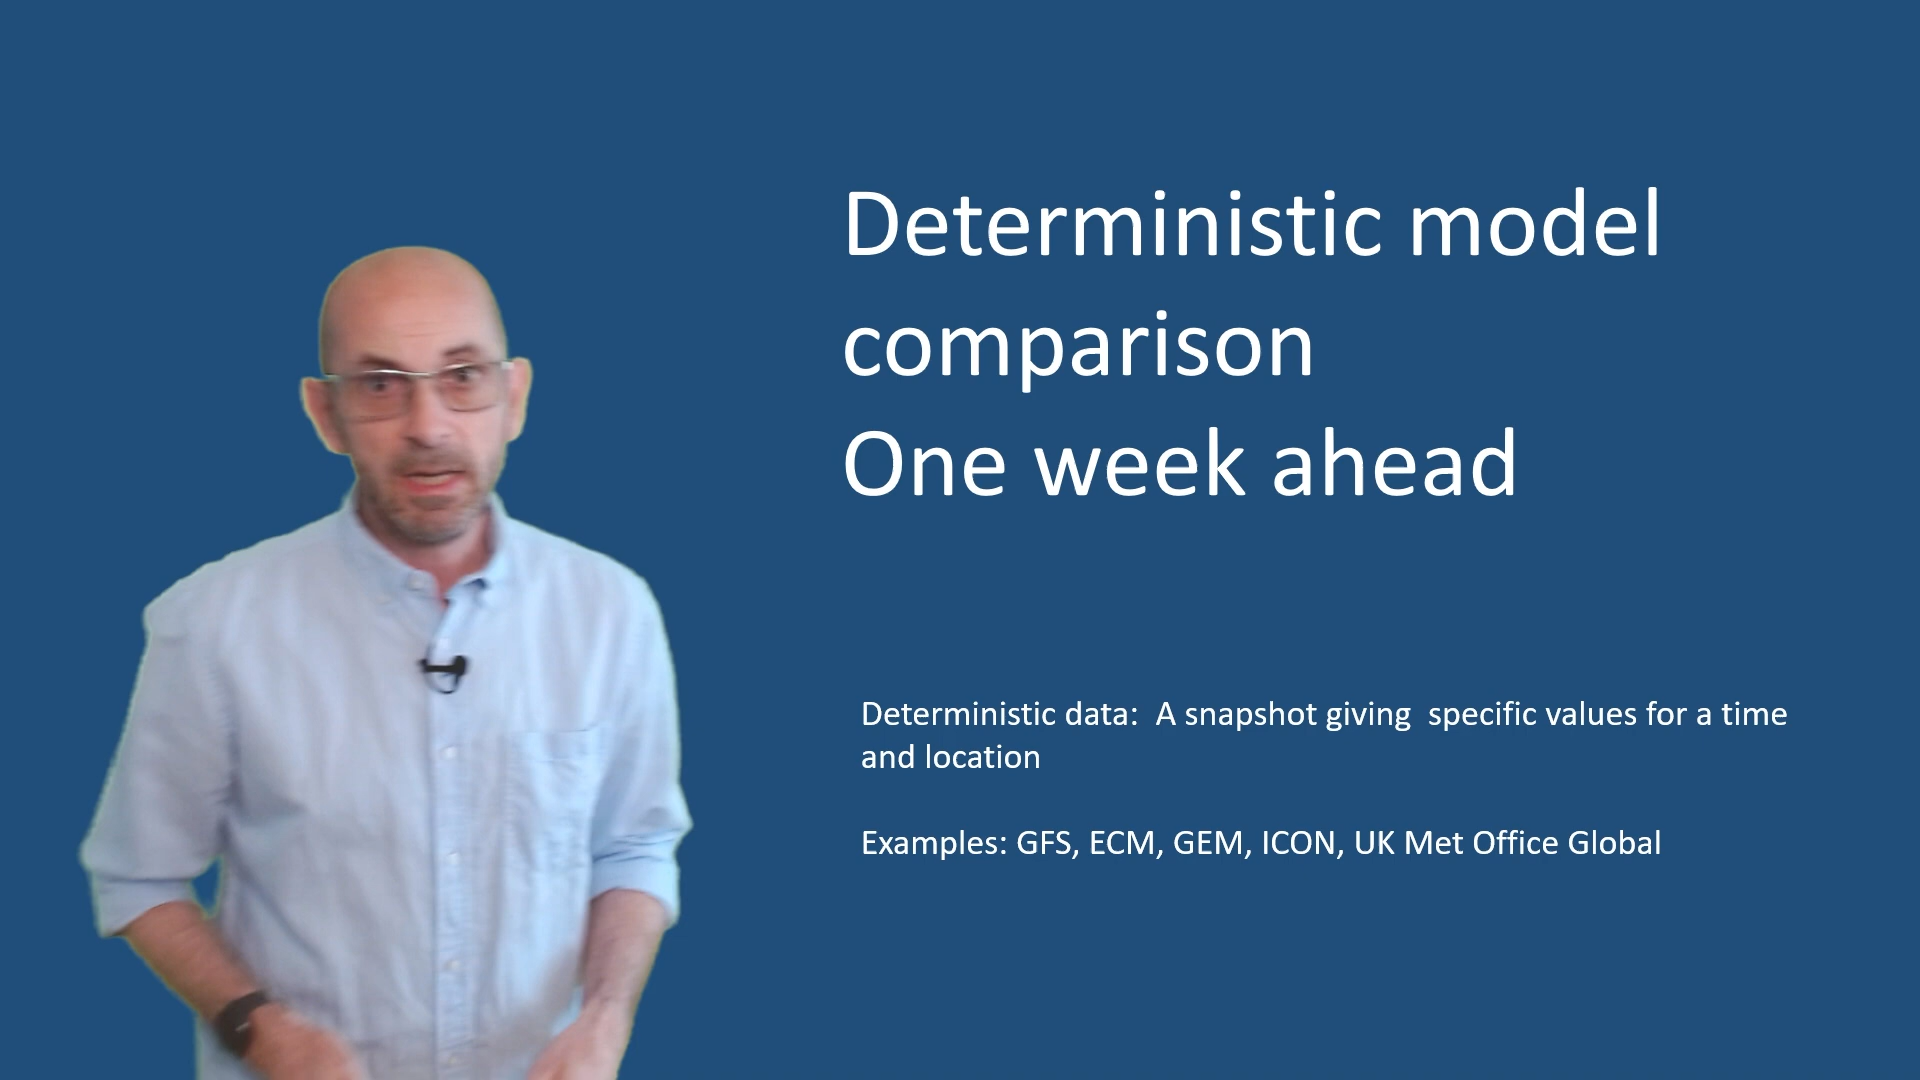 Deterministic model
comparison
One week ahead
Deterministic data:  A snapshot giving  specific values for a time
and location
Examples: GFS, ECM, GEM, ICON, UK Met Office Global